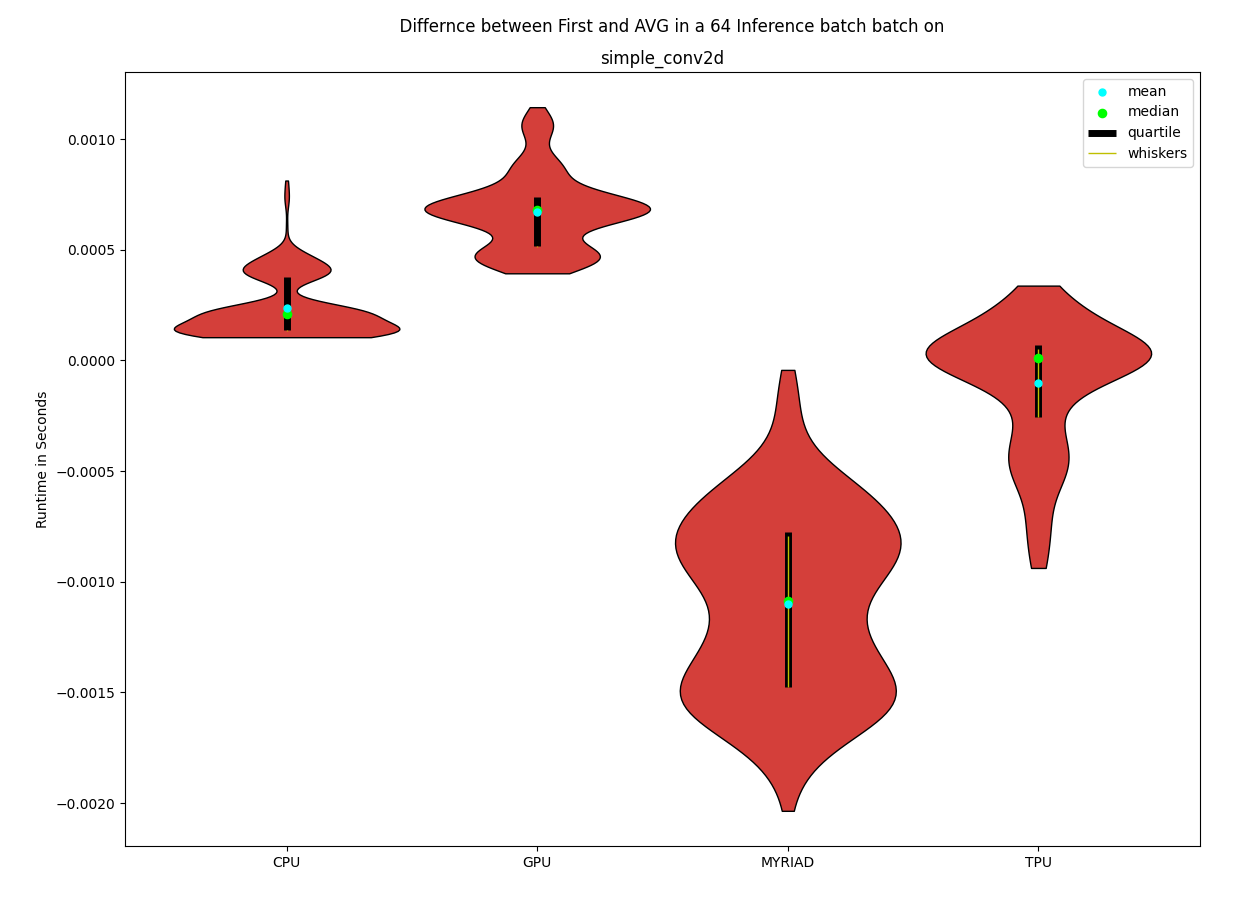 Differnce between First and AVG in a 64 Inference batch batch on
simple_conv2d
mean
median
quartile
whiskers
0.0010
0.0005
0.0000
−0.0005
−0.0010
−0.0015
−0.0020
Runtime in Seconds
CPU GPU MYRIAD TPU